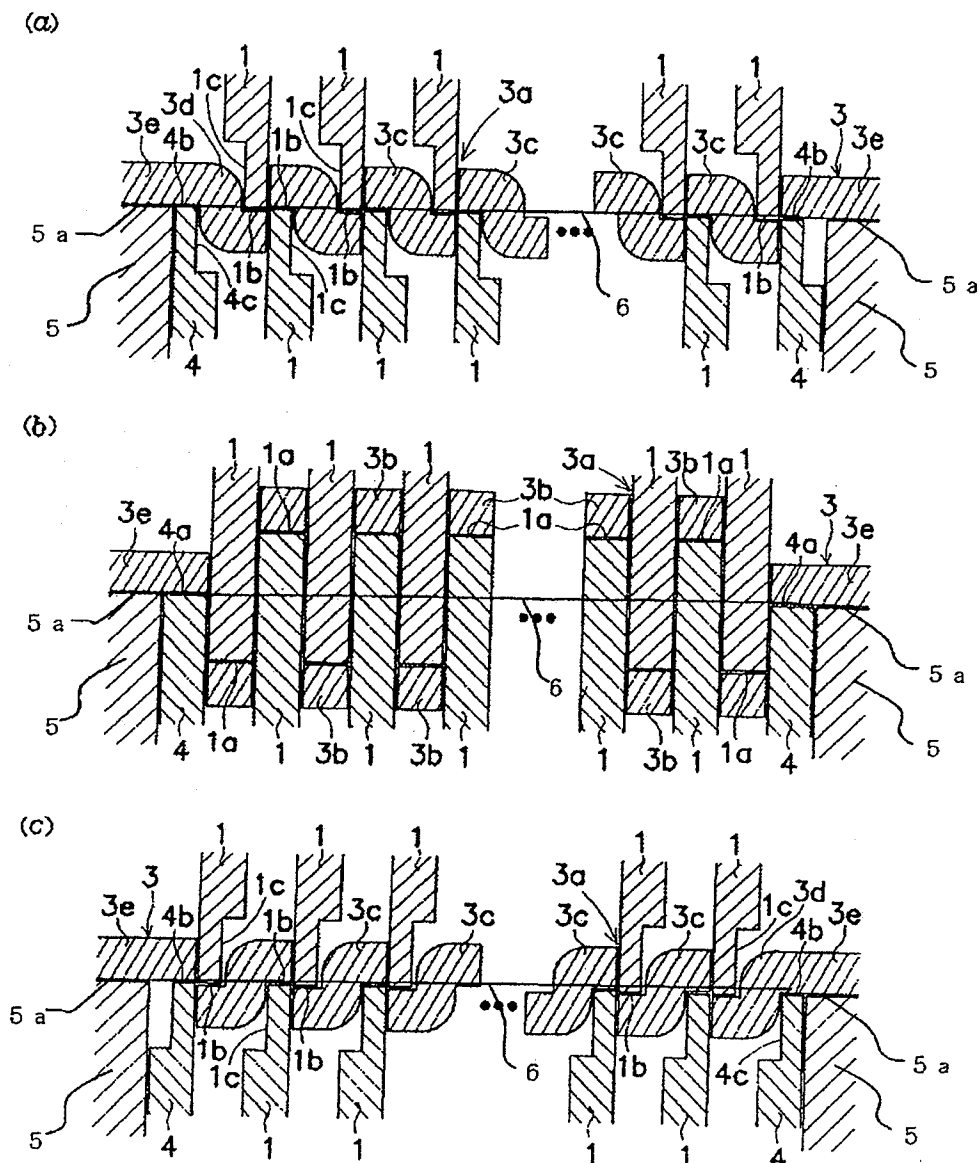 (a)
1 1 1 1 1
1c 1c 3a 3
3d 1b 3c 3c 3c 3c 4b 3e
3e 4b
5a 1b 1b 1b 5a
4c 1c 6
5 4 1 1 1 1 4 5
(b)
1 1 1 3a 1 3b 1a 1
1a 3b 3b 3
3e 4a 1a 4a 3e
5a 6 5a
5 4 1a 1 3b 1 3b 1 1 3b 1 1a 4 5
(c)
1 1 1 1 1
3 1c 3a 1c 3d
3e 4b 1b 3c 3c 3c 3c 4b 3e
5a 6 5a
1b 1c 1b 1b 4c
5 4 1 1 1 1 4 5